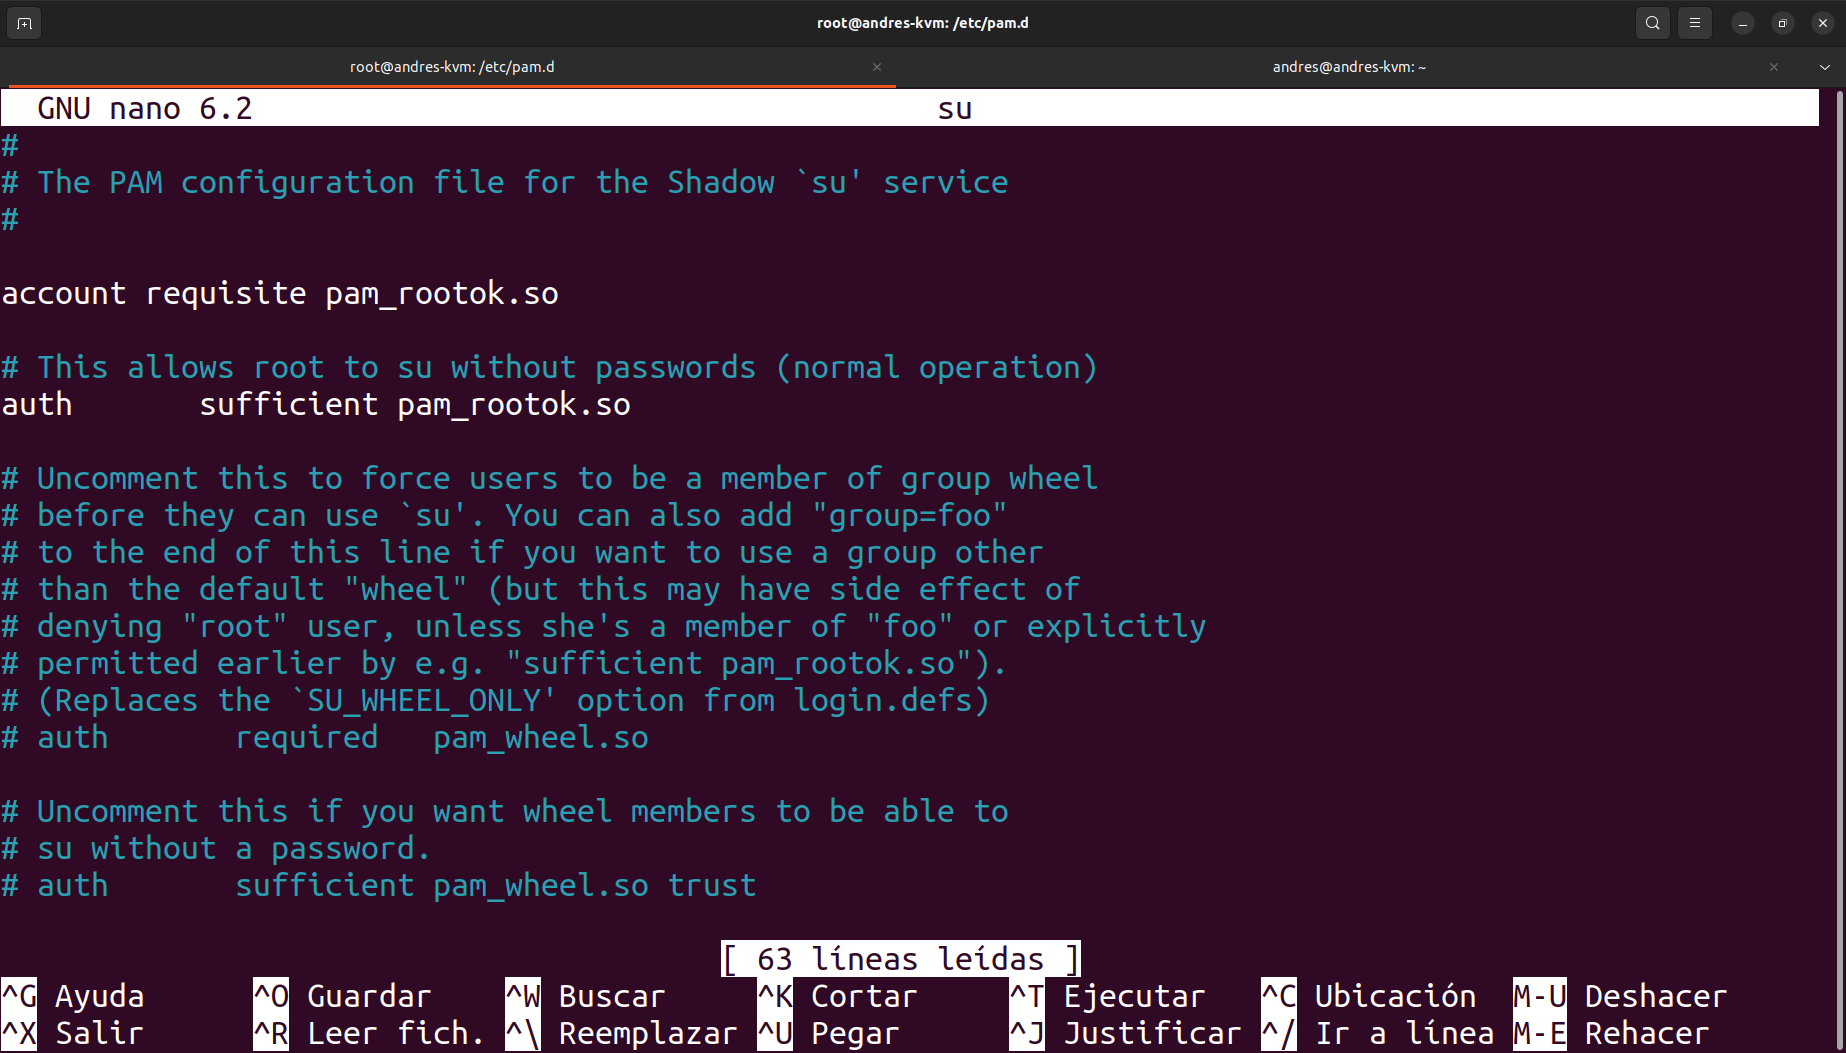 root@andres-kvm: /etc/pam.d
root@andres-kvm: /etc/pam.d andres@andres-kvm: ~
GNU nano 6.2 su
#
# The PAM configuration file for the Shadow `su' service
#
account requisite pam_rootok.so
# This allows root to su without passwords (normal operation)
auth       sufficient pam_rootok.so
# Uncomment this to force users to be a member of group wheel
# before they can use `su'. You can also add "group=foo"
# to the end of this line if you want to use a group other
# than the default "wheel" (but this may have side effect of
# denying "root" user, unless she's a member of "foo" or explicitly
# permitted earlier by e.g. "sufficient pam_rootok.so").
# (Replaces the `SU_WHEEL_ONLY' option from login.defs)
# auth       required   pam_wheel.so
# Uncomment this if you want wheel members to be able to
# su without a password.
# auth       sufficient pam_wheel.so trust
[ 63 líneas leídas ]
^G Ayuda ^O Guardar ^W Buscar ^K Cortar ^T Ejecutar ^C Ubicación M-U Deshacer
^X Salir ^R Leer fich. ^\ Reemplazar ^U Pegar ^J Justificar ^/ Ir a línea M-E Rehacer